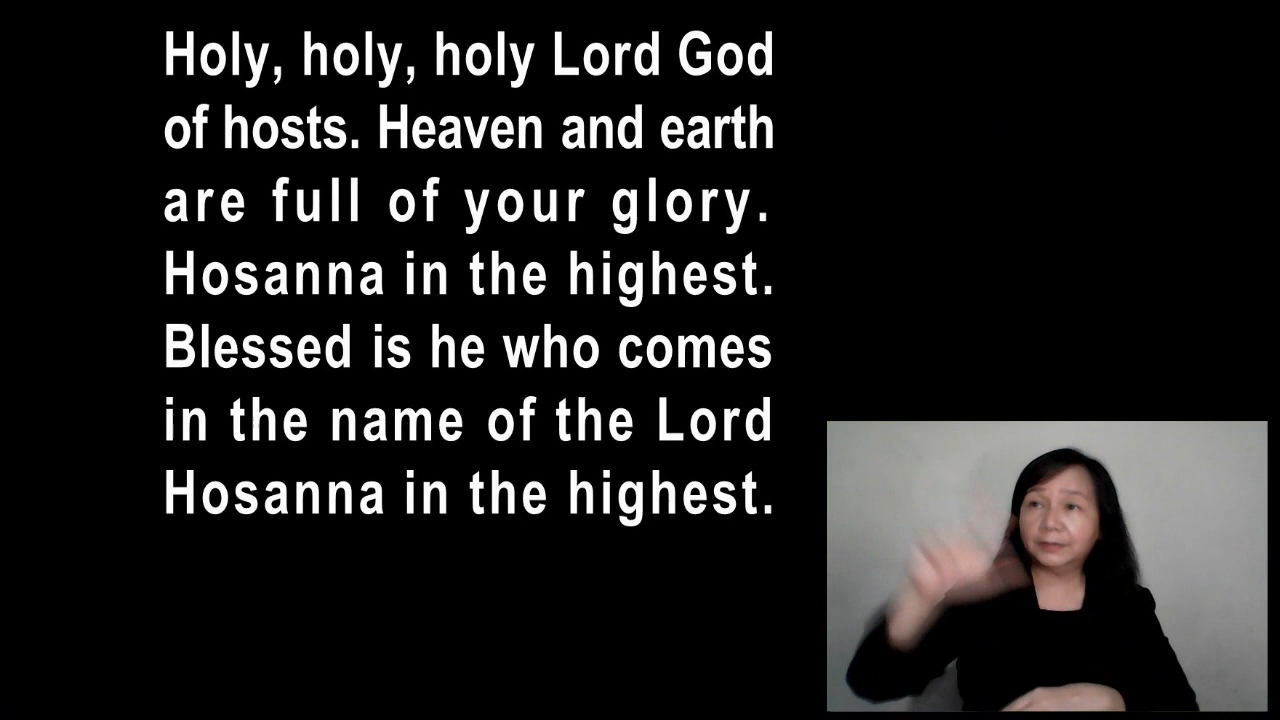 Holy, holy, holy Lord God
of hosts. Heaven and earth
are full of your glory.
Hosanna in the highest.
Blessed is he who comes
in the name of the Lord
Hosanna in the highest.